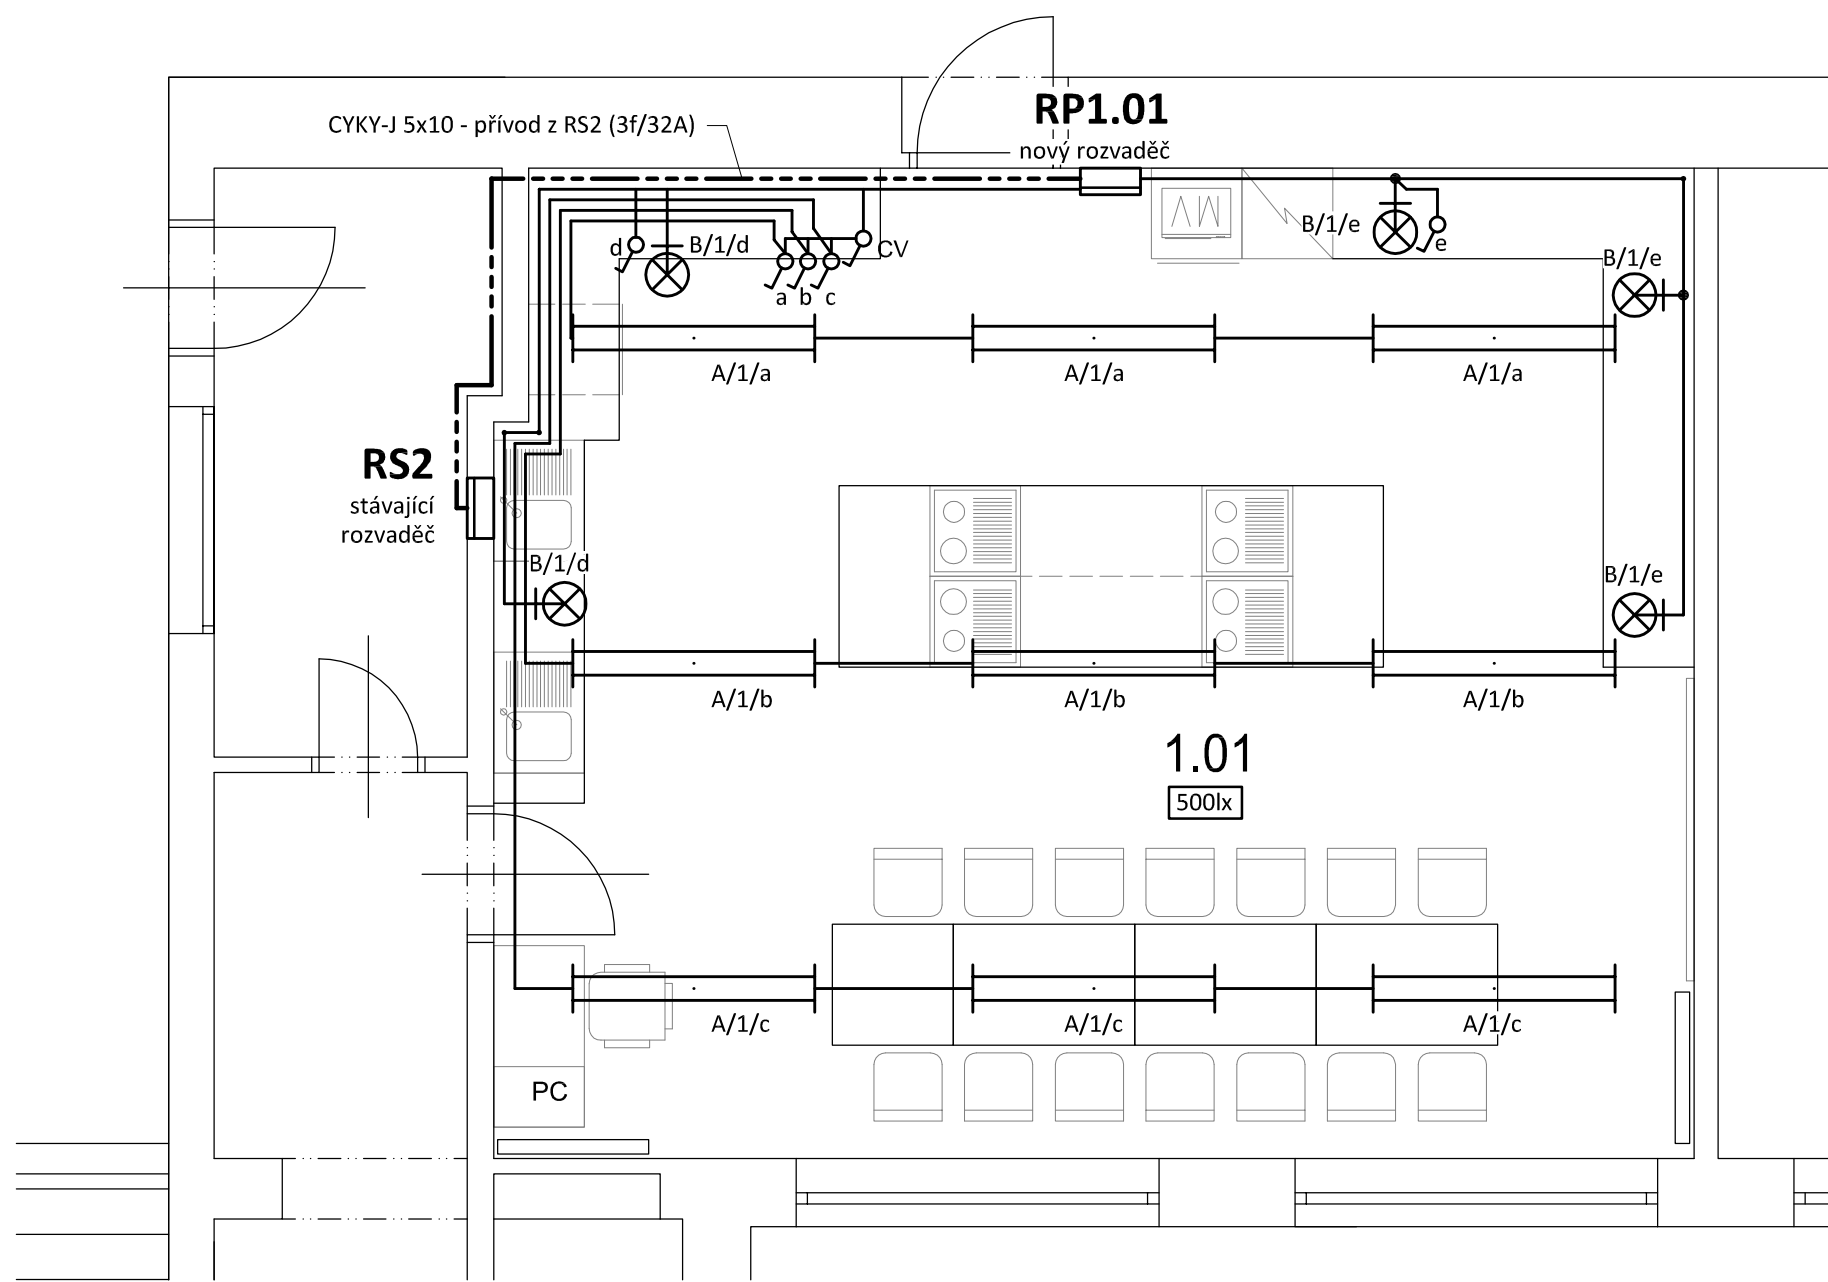 RP1.01
CYKY-J 5x10 - přívod z RS2 (3f/32A)
nový rozvaděč
d
B/1/d
CV
B/1/e
e
B/1/e
a b c
A/1/a
A/1/a
A/1/a
RS2
stávající
rozvaděč
B/1/d
B/1/e
A/1/b
A/1/b
A/1/b
1.01
500lx
A/1/c
A/1/c
A/1/c
PC